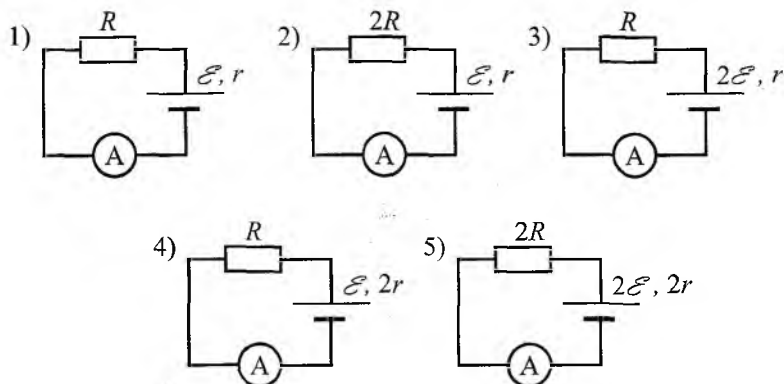 1) R ℰ, r A
2) 2R ℰ, r A
3) R 2ℰ, r A
4) R ℰ, 2r A
5) 2R 2ℰ, 2r A